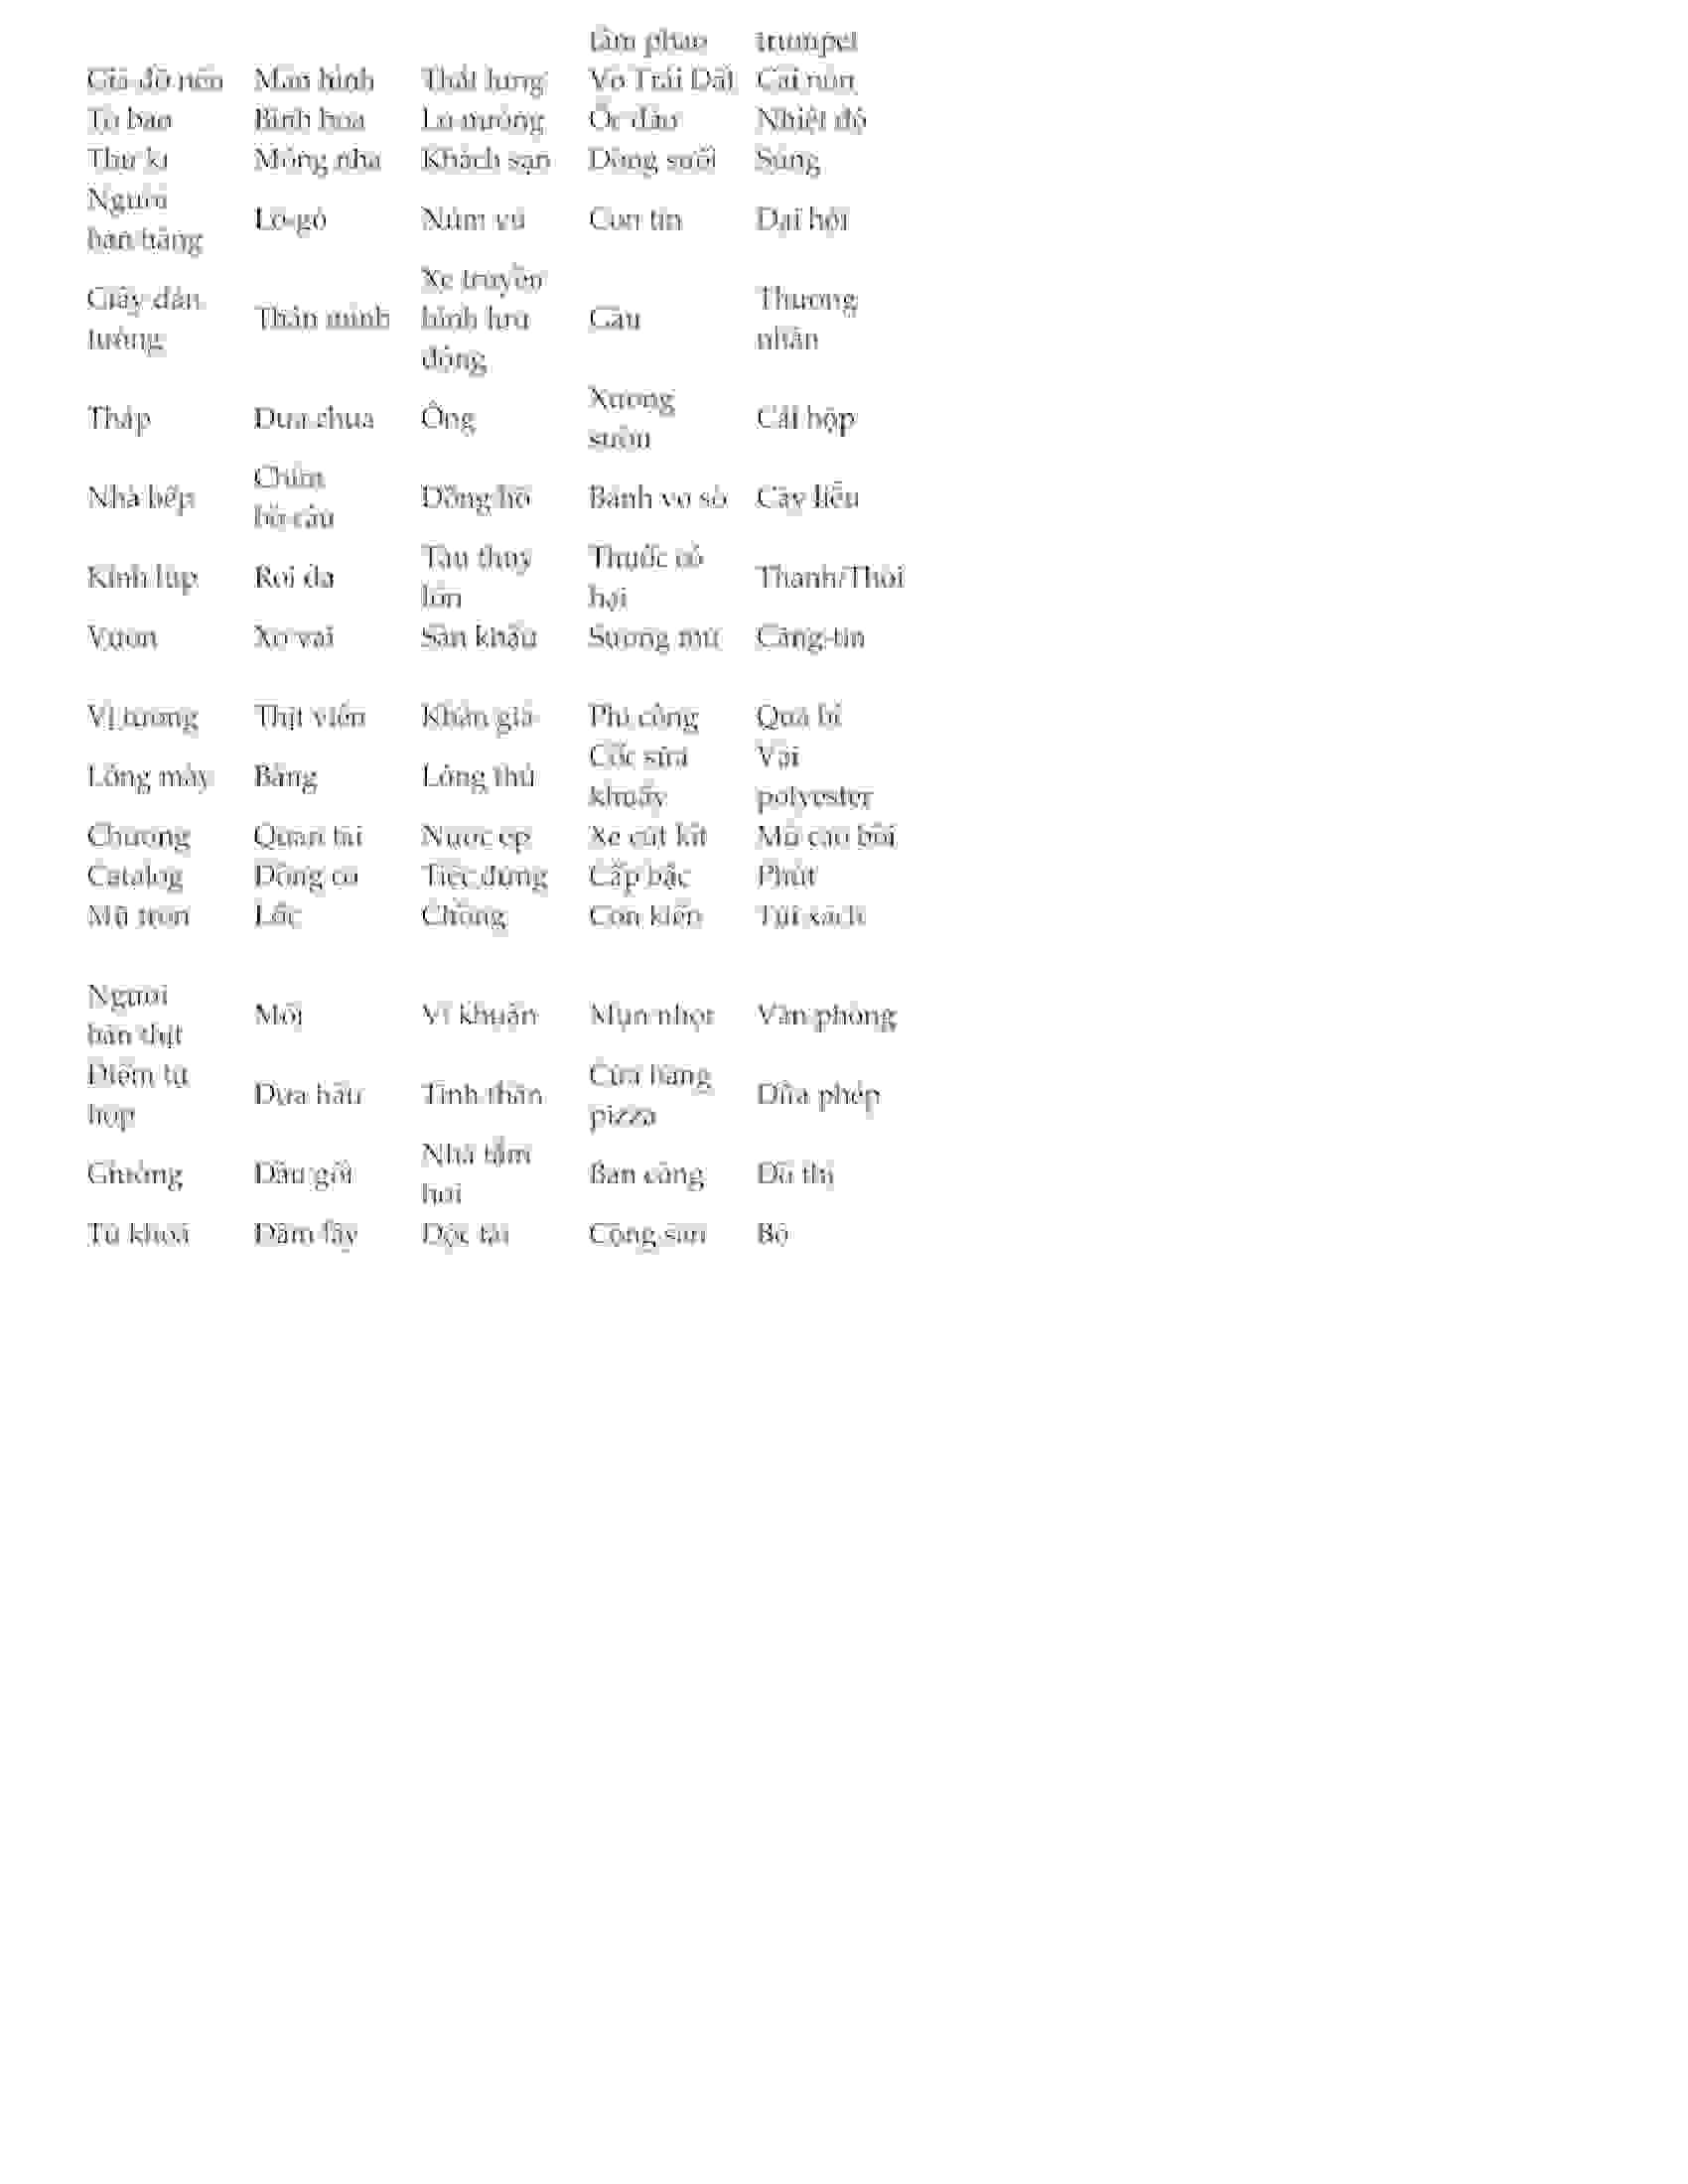 làm phao trumpet
Giá đỡ nến Màn hình Thắt lưng Vỏ Trái Đất Cái nón
Tù báo Bình hoa Lò nướng Ốc đảo Nhiệt độ
Thư kí Móng nhà Khách sạn Dòng suối Súng
Người
bán hàng Lô-gô Núm vú Con tin Đại hội
Xe truyền
Giấy dán Thương
tường Thần minh hình lưu Gàu nhân
động
Tháp Dưa chua Ống Xương
sườn Cái hộp
Nhà bếp Chim
bồ câu Đồng hồ Bánh vỏ sò Cây liễu
Kính lúp Roi da Tàu thuỷ
lớn Thuốc có
hại Thanh/Thỏi
Vườn Xơ vải Sân khấu Sương mù Căng-tin
Vị tướng Thịt viên Khán giả Phi công Quả bí
Lông mày Băng Lông thú Cốc sữa
khuấy Vải
polyester
Chương Quan tài Nước ép Xe cút kít Mũ cao bồi
Catalog Động cơ Tiệc đứng Cấp bậc Phút
Mũ trùm Lốc Chồng Con kiến Túi xách
Người
bán thịt Mối Vi khuẩn Mụn nhọt Văn phòng
Điểm tụ
họp Dưa hấu Tinh thần Cửa hàng
pizza Đũa phép
Giường Dầu gội Nhà tắm
hơi Ban công Đô thị
Từ khoá Đầm lầy Độc tài Cộng sản Bộ